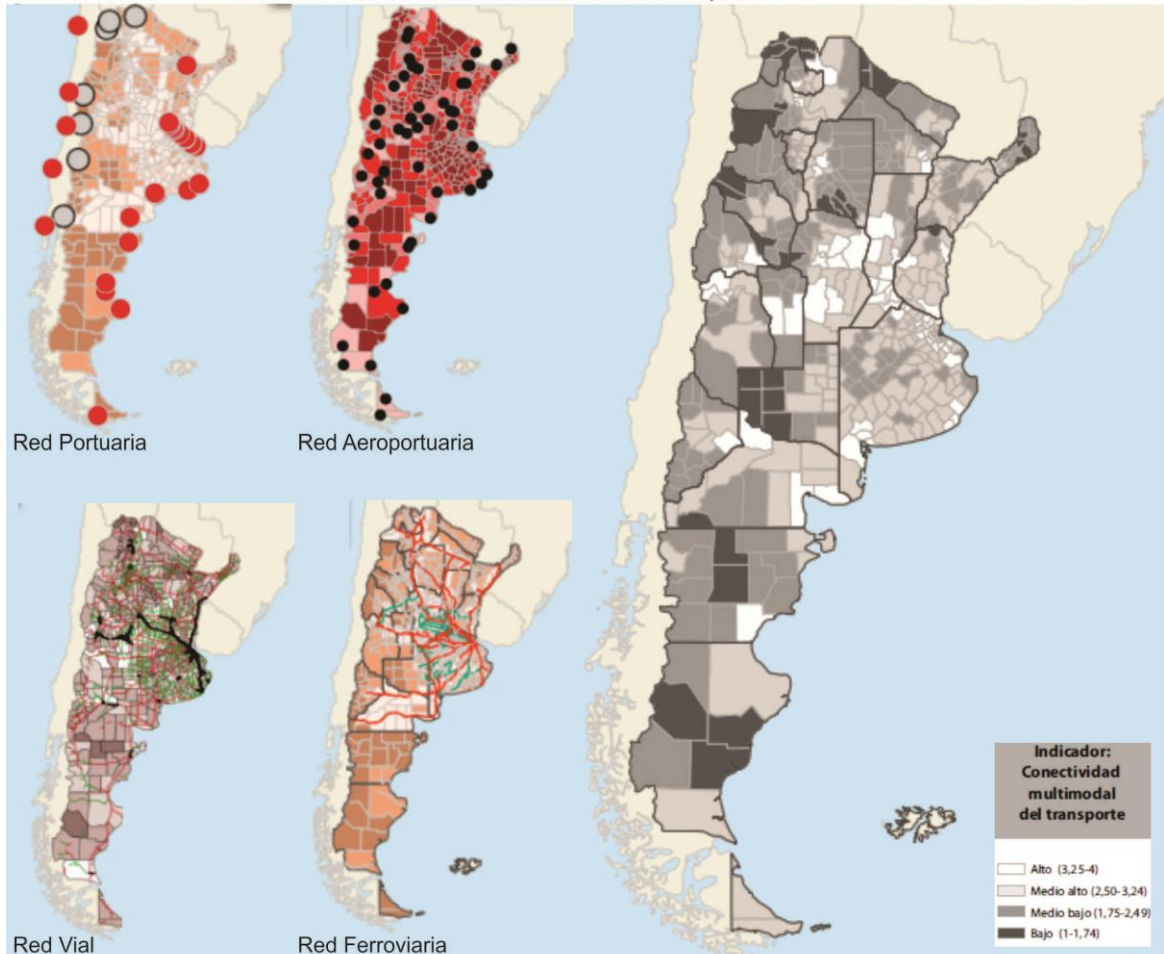 Red Portuaria
Red Aeroportuaria
Red Vial
Red Ferroviaria
Indicador:
Conectividad
multimodal
del transporte
Alto (3,25-4)
Medio alto (2,50-3,24)
Medio bajo (1,75-2,49)
Bajo (1-1,74)